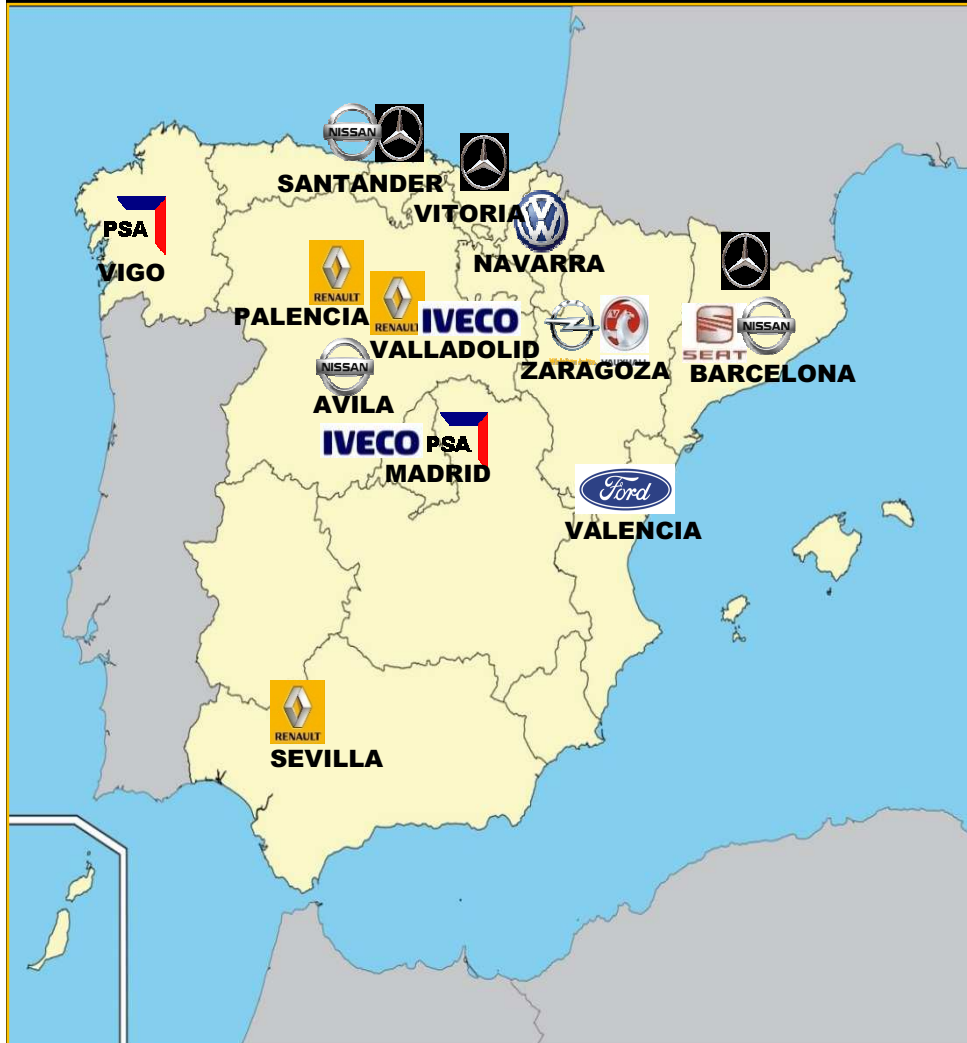 NISSAN
SANTANDER
VITORIA
PSA
VIGO
NAVARRA
RENAULT
PALENCIA
RENAULT
IVECO
VALLADOLID
ZARAGOZA
SEAT
NISSAN
BARCELONA
NISSAN
AVILA
IVECO
PSA
MADRID
Ford
VALENCIA
RENAULT
SEVILLA